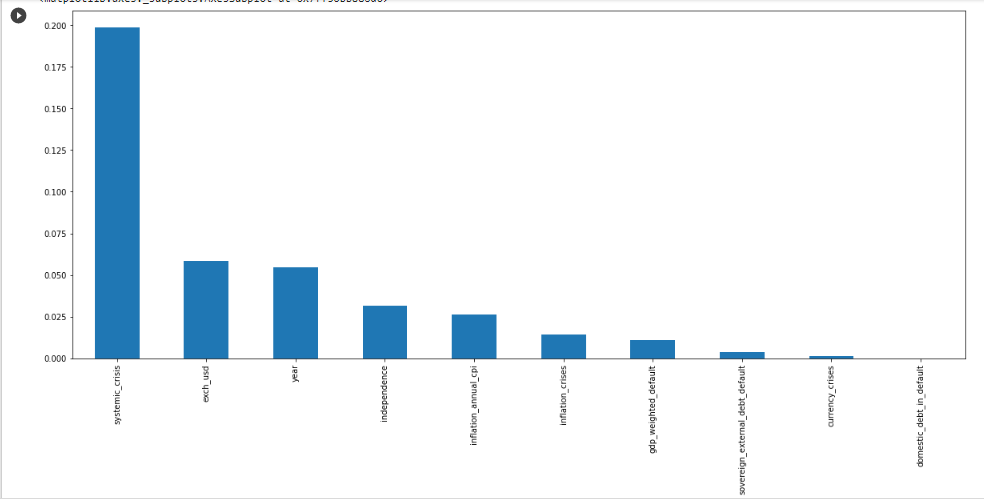 0.200
0.175
0.150
0.125
0.100
0.075
0.050
0.025
0.000
systemic_crisis
exch_usd
year
independence
inflation_annual_cpi
inflation_crises
gdp_weighted_default
sovereign_external_debt_default
currency_crises
domestic_debt_in_default